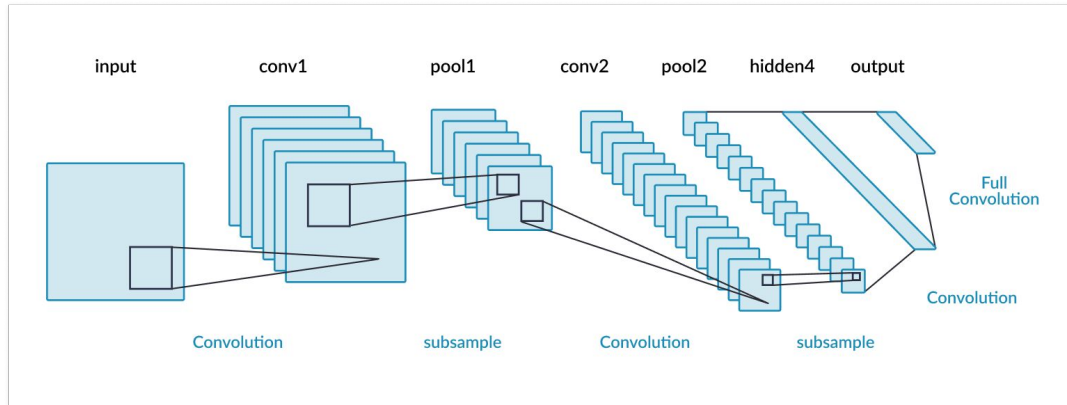 input
conv1
pool1
conv2
pool2
hidden4
output
Full
Convolution
Convolution
Convolution
subsample
Convolution
subsample